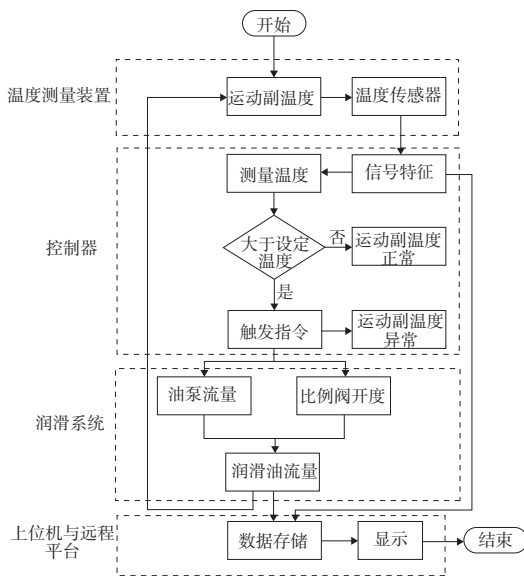 开始
温度测量装置
运动副温度
温度传感器
测量温度
信号特征
控制器
大于设定
温度
否
运动副温度
正常
是
触发指令
运动副温度
异常
油泵流量
比例阀开度
润滑系统
润滑油流量
上位机与远程
平台
数据存储
显示
结束